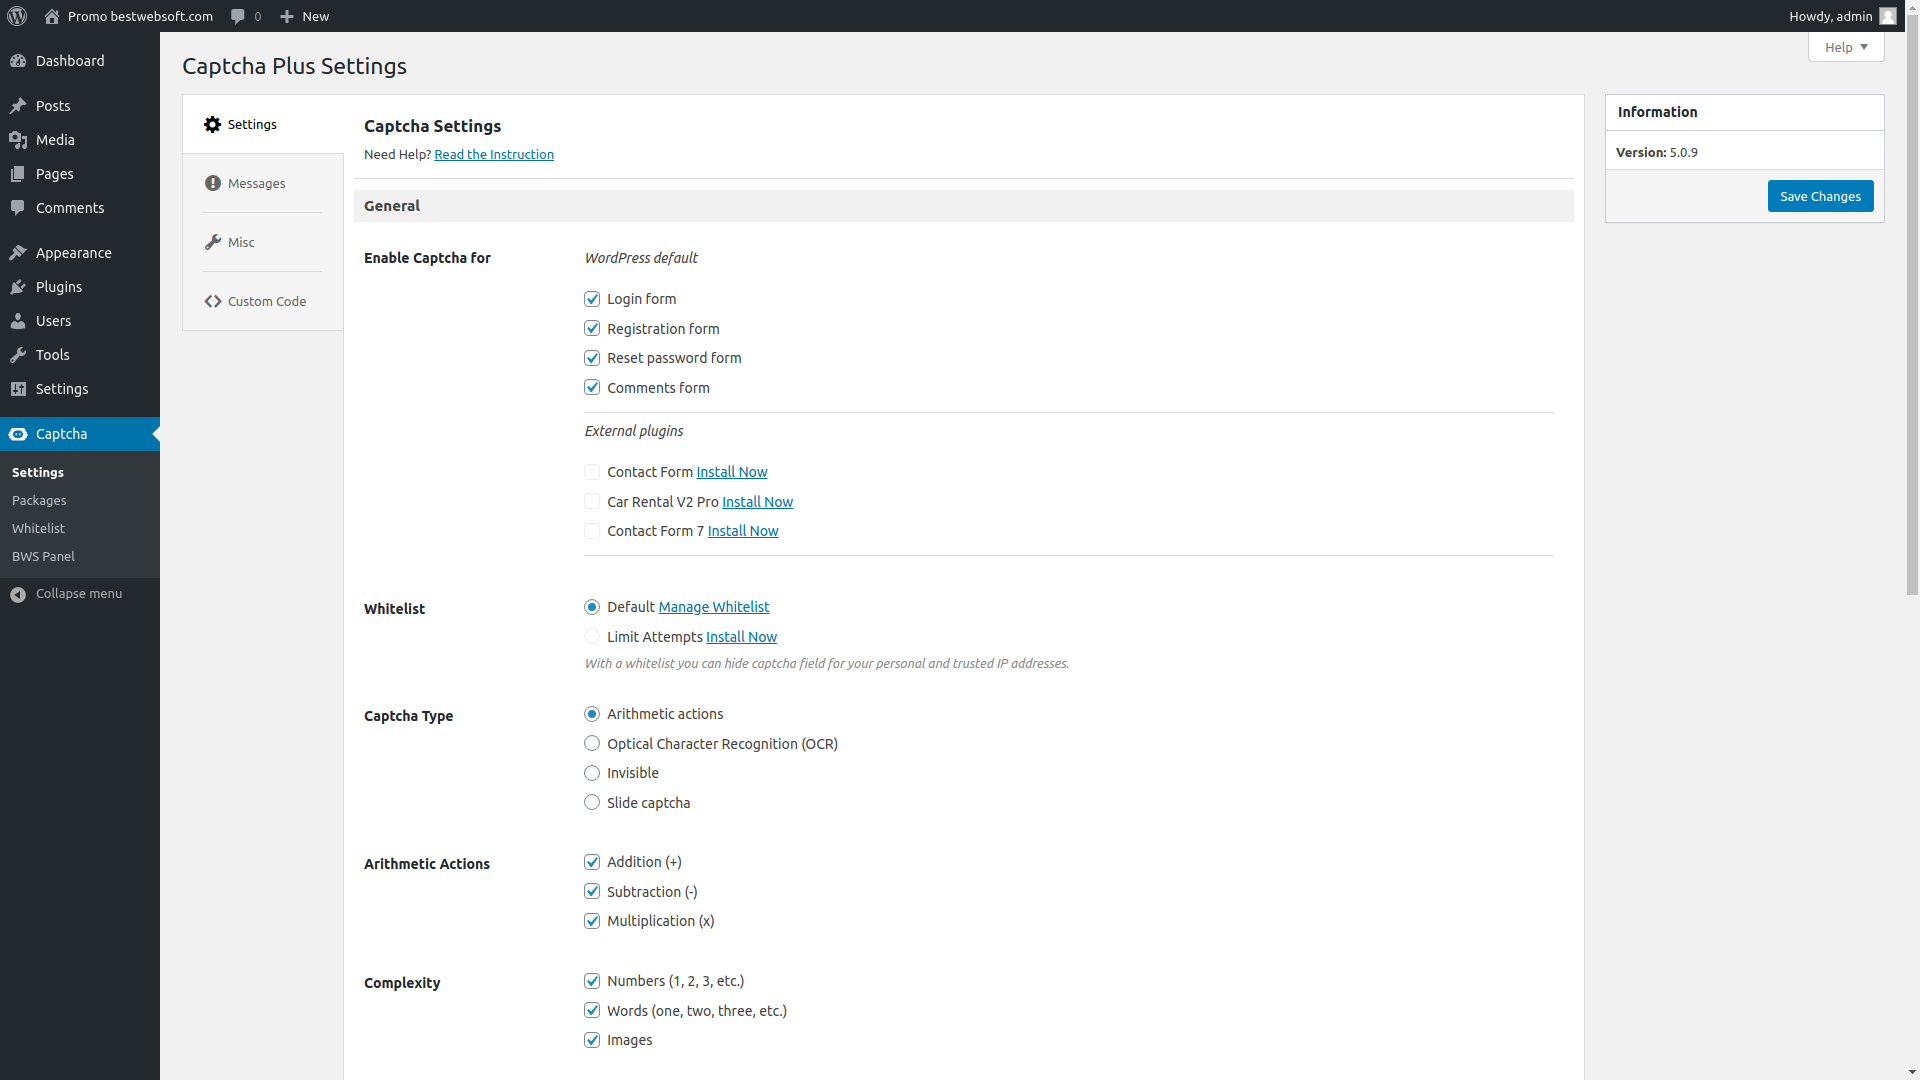 Promo bestwebsoft.com 0 New Howdy, admin
Help
Dashboard
Posts
Media
Pages
Comments
Appearance
Plugins
Users
Tools
Settings
Captcha
Settings
Packages
Whitelist
BWS Panel
Collapse menu
Captcha Plus Settings
Settings
Messages
Misc
Custom Code
Captcha Settings
Need Help? Read the Instruction
General
Enable Captcha for
WordPress default
Login form
Registration form
Reset password form
Comments form
External plugins
Contact Form Install Now
Car Rental V2 Pro Install Now
Contact Form 7 Install Now
Whitelist
Default Manage Whitelist
Limit Attempts Install Now
With a whitelist you can hide captcha field for your personal and trusted IP addresses.
Captcha Type
Arithmetic actions
Optical Character Recognition (OCR)
Invisible
Slide captcha
Arithmetic Actions
Addition (+)
Subtraction (-)
Multiplication (x)
Complexity
Numbers (1, 2, 3, etc.)
Words (one, two, three, etc.)
Images
Information
Version: 5.0.9
Save Changes